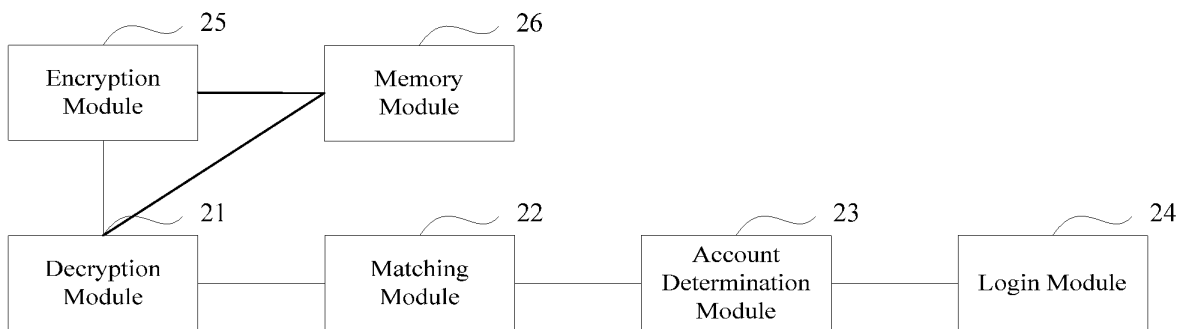 25
26
Encryption
Module
Memory
Module
21
22
23
24
Decryption
Module
Matching
Module
Account
Determination
Module
Login Module